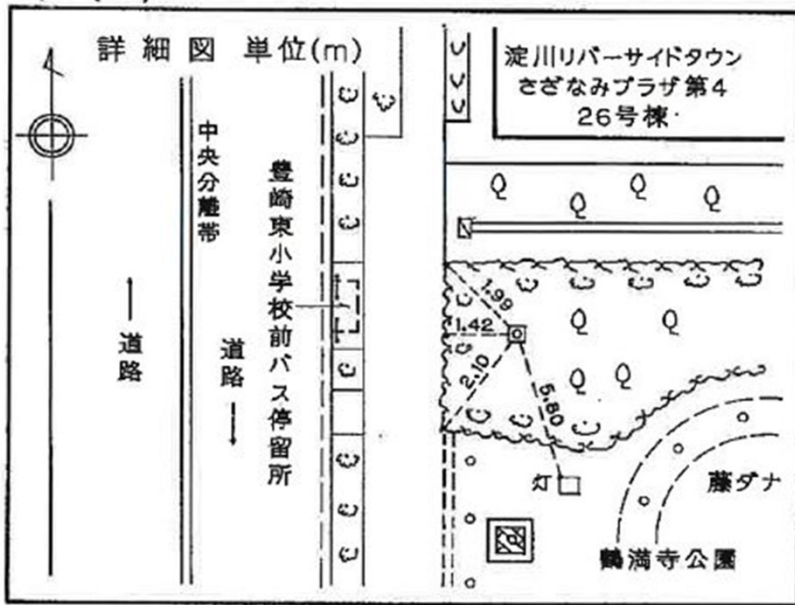 詳細図 単位(m)
淀川リバーサイドタウン
さざなみプラザ第4
26号棟
中央分離帯
豊崎東小学校前バス停留所
道路
道路
1.99
1.42
2.10
5.80
灯
藤ダナ
鶴満寺公園